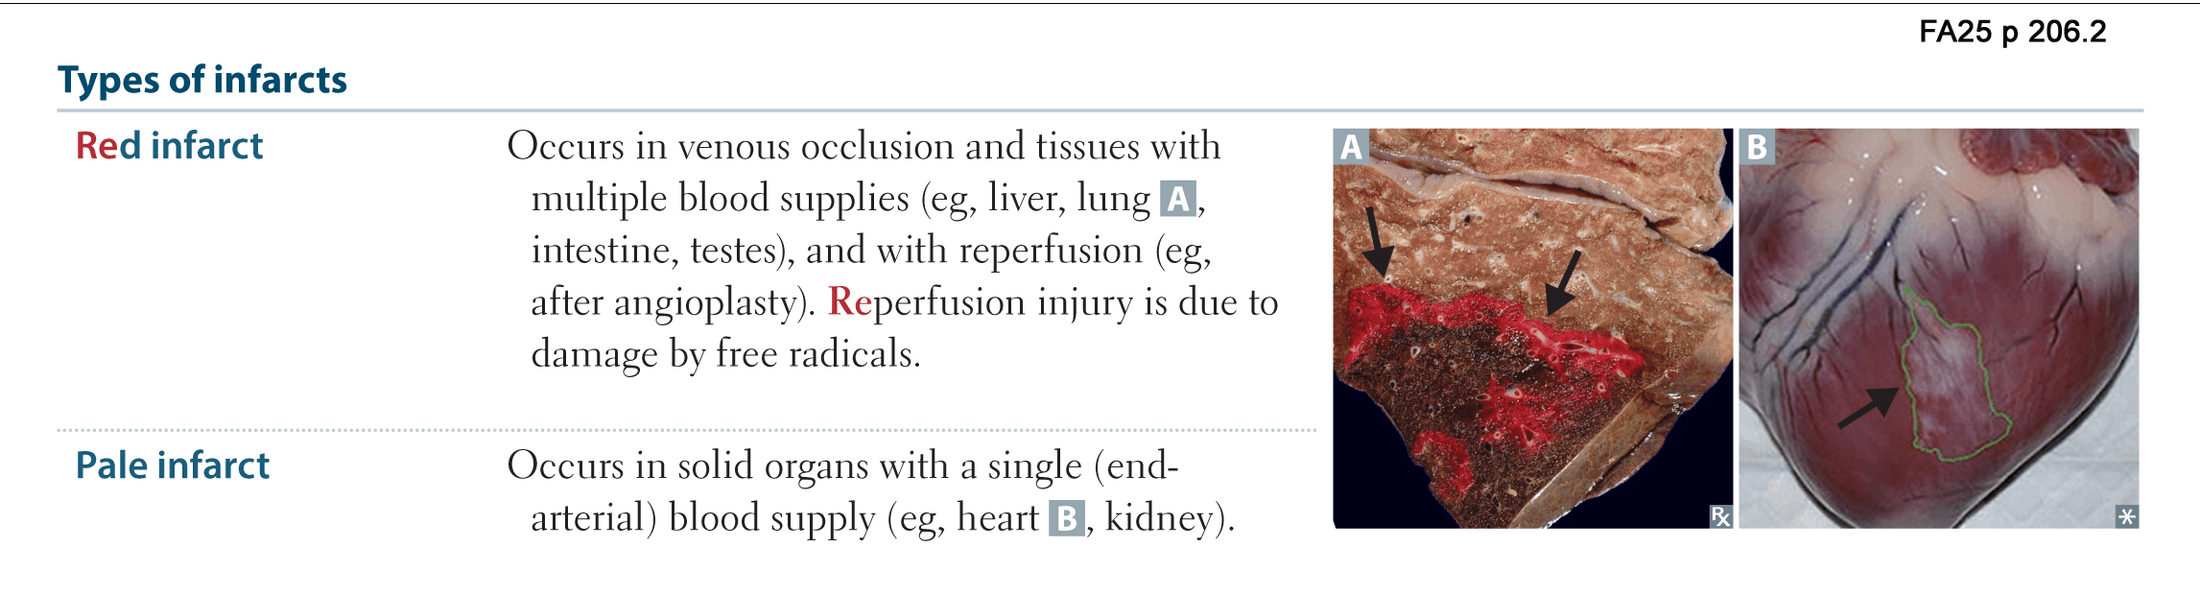 FA25 p 206.2
Types of infarcts
Red infarct
Occurs in venous occlusion and tissues with
multiple blood supplies (eg, liver, lung A,
intestine, testes), and with reperfusion (eg,
after angioplasty). Reperfusion injury is due to
damage by free radicals.
Pale infarct
Occurs in solid organs with a single (end-
arterial) blood supply (eg, heart B, kidney).
A
B
Rx
*